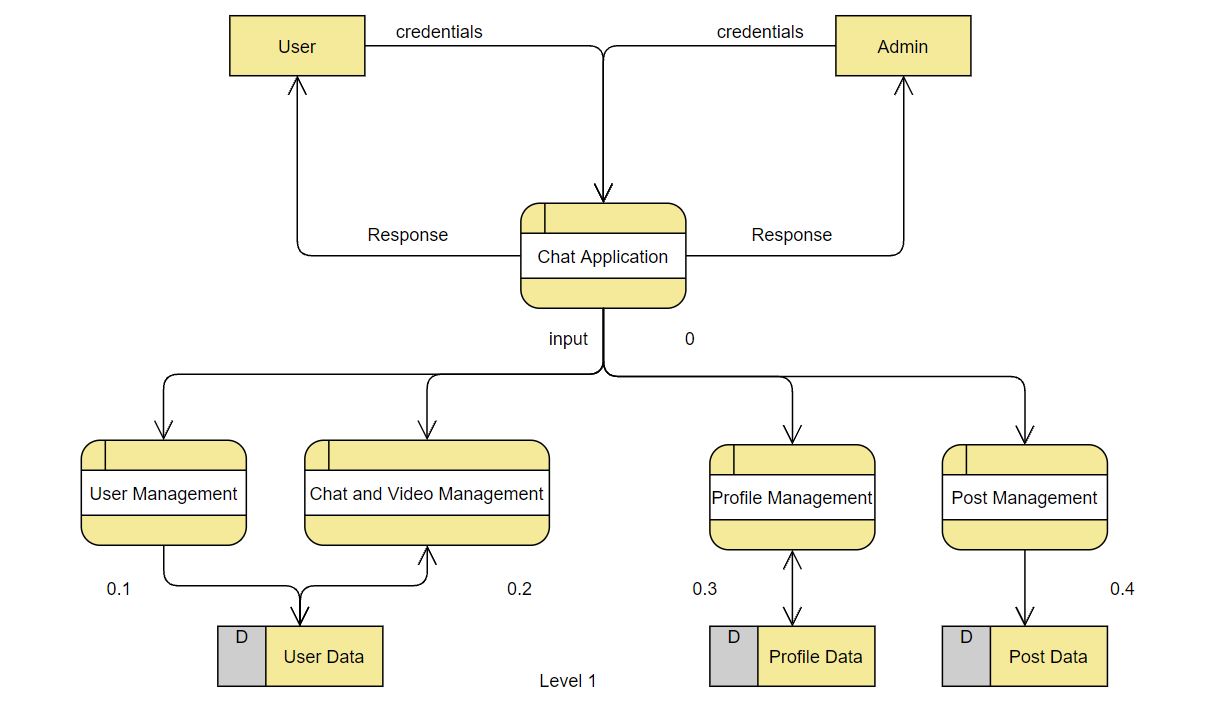 credentials
credentials
User
Admin
Response
Response
Chat Application
input
0
User Management
Chat and Video Management
Profile Management
Post Management
0.1
0.2
0.3
0.4
D
User Data
D
Profile Data
D
Post Data
Level 1